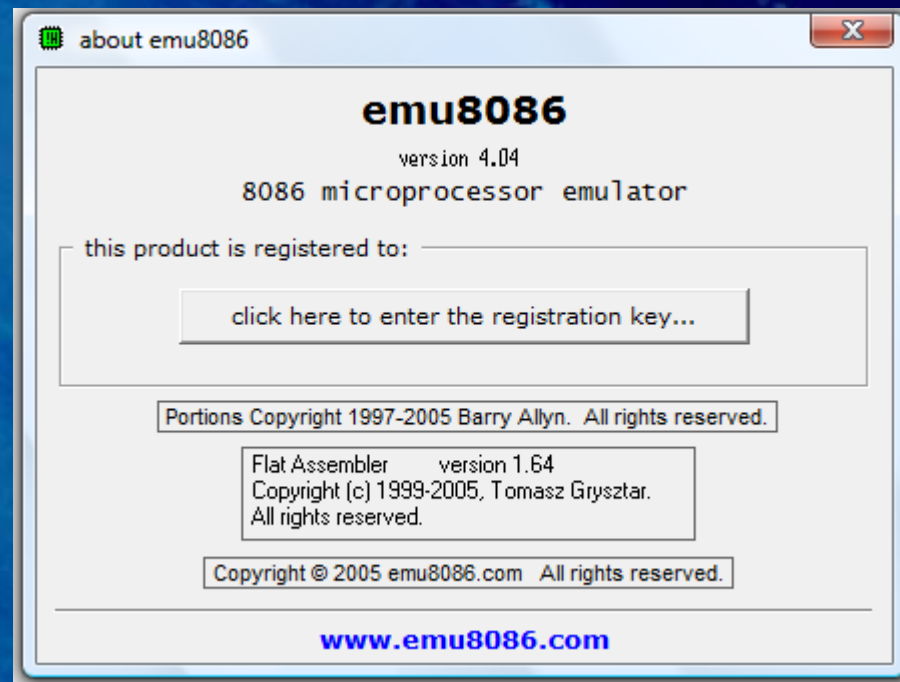 about emu8086
emu8086
version 4.04
8086 microprocessor emulator
this product is registered to:
click here to enter the registration key...
Portions Copyright 1997-2005 Barry Allyn.  All rights reserved.
Flat Assembler      version 1.64
Copyright (c) 1999-2005, Tomasz Grysztar.
All rights reserved.
Copyright © 2005 emu8086.com   All rights reserved.
www.emu8086.com